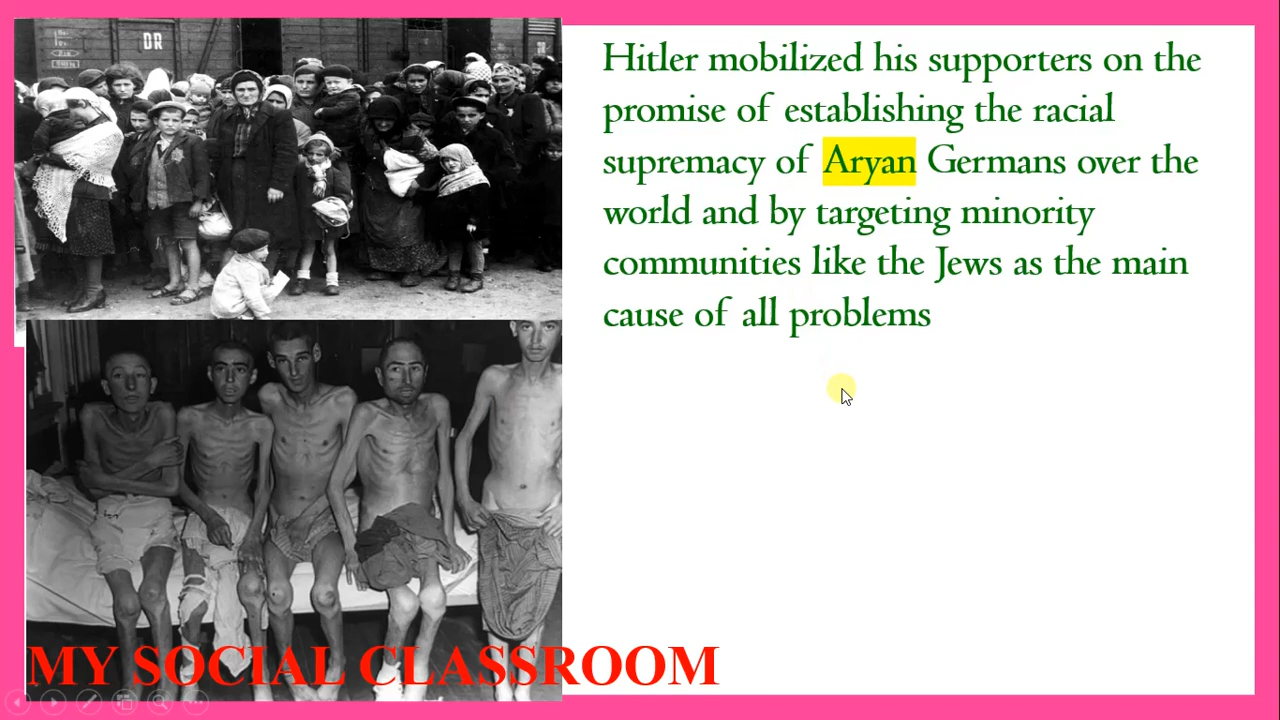 DR
Hitler mobilized his supporters on the
promise of establishing the racial
supremacy of Aryan Germans over the
world and by targeting minority
communities like the Jews as the main
cause of all problems
MY SOCIAL CLASSROOM